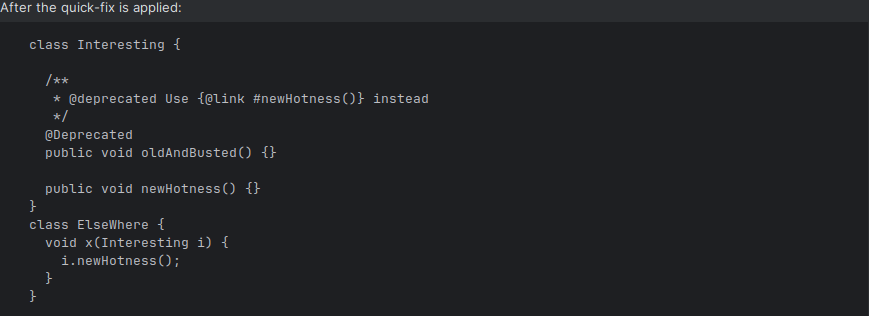 After the quick-fix is applied:
class Interesting {
/**
* @deprecated Use {@link #newHotness()} instead
*/
@Deprecated
public void oldAndBusted() {}
public void newHotness() {}
}
class ElseWhere {
void x(Interesting i) {
i.newHotness();
}
}